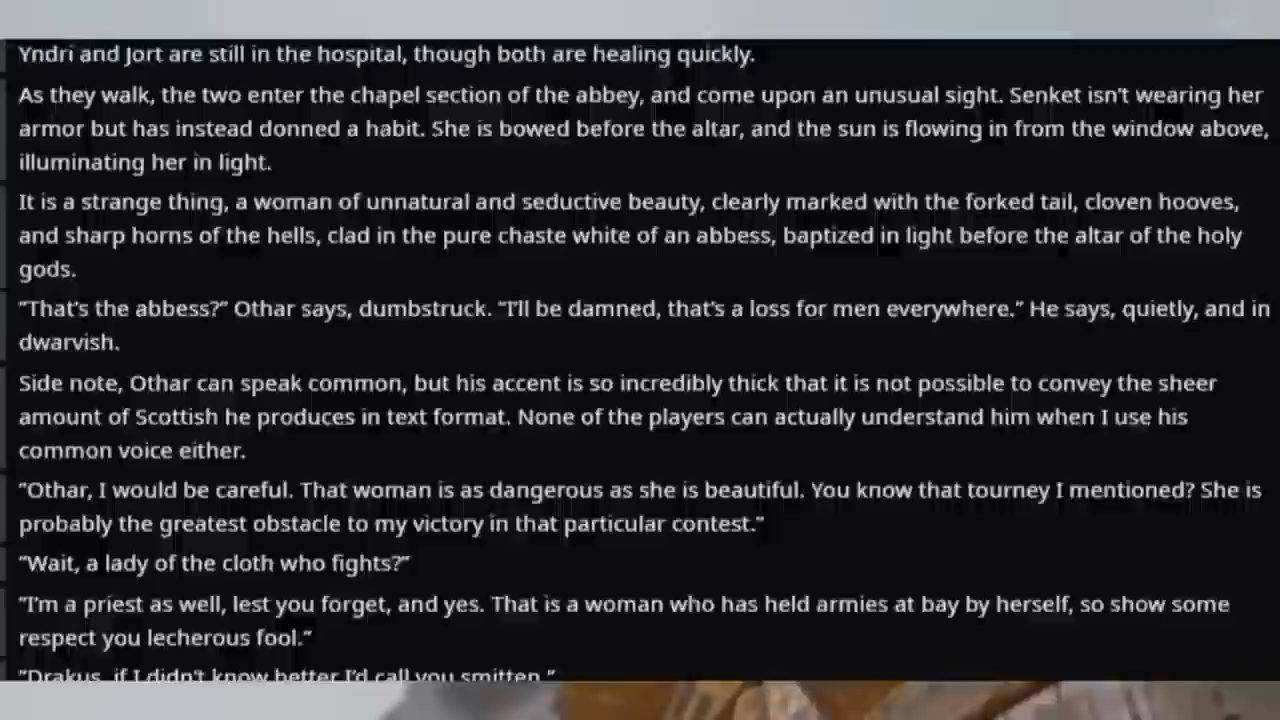 Yndri and Jort are still in the hospital, though both are healing quickly.
As they walk, the two enter the chapel section of the abbey, and come upon an unusual sight. Senket isn't wearing her
armor but has instead donned a habit. She is bowed before the altar, and the sun is flowing in from the window above,
illuminating her in light.
It is a strange thing, a woman of unnatural and seductive beauty, clearly marked with the forked tail, cloven hooves,
and sharp horns of the hells, clad in the pure chaste white of an abbess, baptized in light before the altar of the holy
gods.
“That's the abbess?” Othar says, dumbstruck. “I'll be damned, that's a loss for men everywhere.” He says, quietly, and in
dwarvish.
Side note, Othar can speak common, but his accent is so incredibly thick that it is not possible to convey the sheer
amount of Scottish he produces in text format. None of the players can actually understand him when I use his
common voice either.
“Othar, I would be careful. That woman is as dangerous as she is beautiful. You know that tourney I mentioned? She is
probably the greatest obstacle to my victory in that particular contest.”
“Wait, a lady of the cloth who fights?”
“I'm a priest as well, lest you forget, and yes. That is a woman who has held armies at bay by herself, so show some
respect you lecherous fool.”
“Drakus, if I didn't know better I'd call you smitten.”